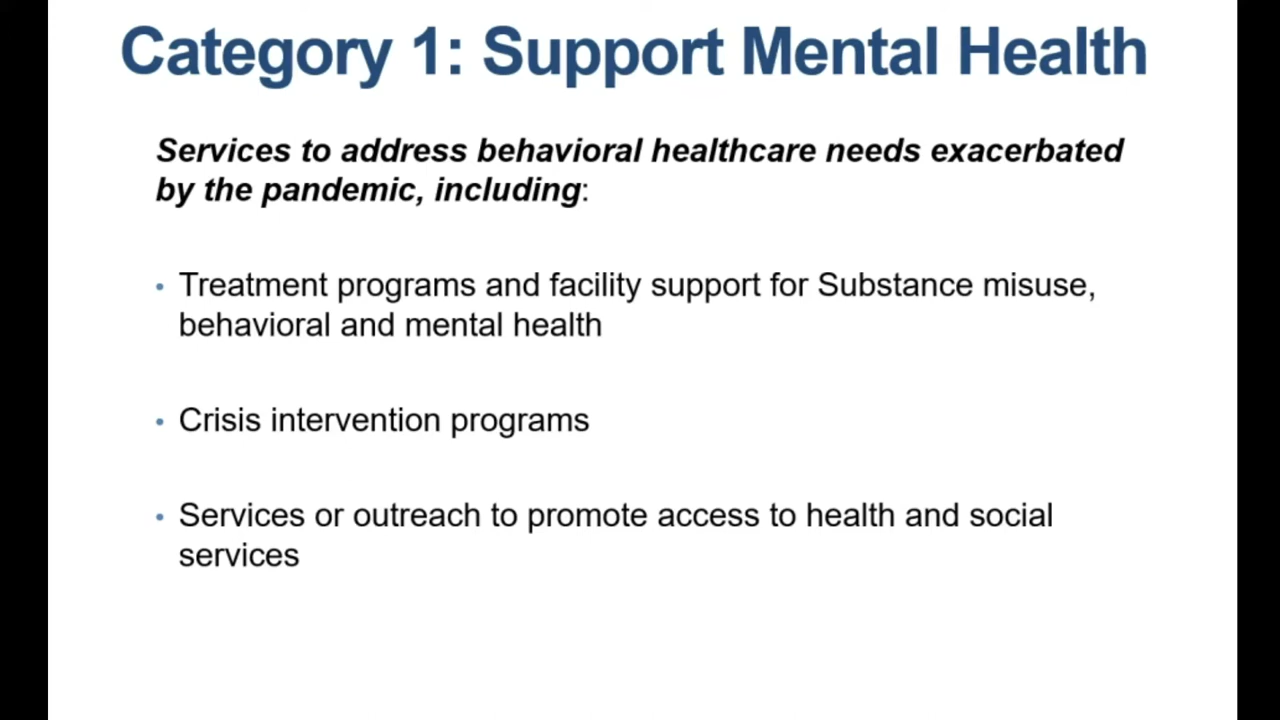 Category 1: Support Mental Health
Services to address behavioral healthcare needs exacerbated
by the pandemic, including:
• Treatment programs and facility support for Substance misuse,
behavioral and mental health
• Crisis intervention programs
• Services or outreach to promote access to health and social
services